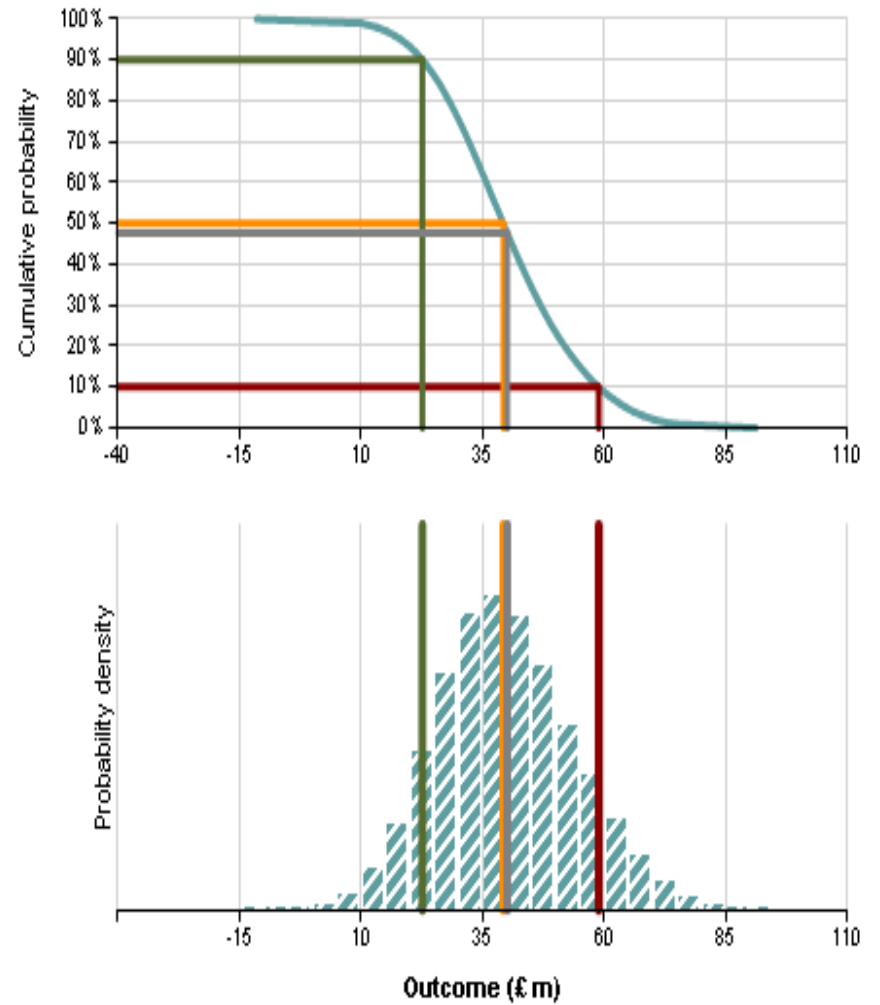 Cumulative probability
100%
90%
80%
70%
60%
50%
40%
30%
20%
10%
0%
-40 -15 10 35 60 85 110
Probability density
-15 10 35 60 85 110
Outcome (£ m)